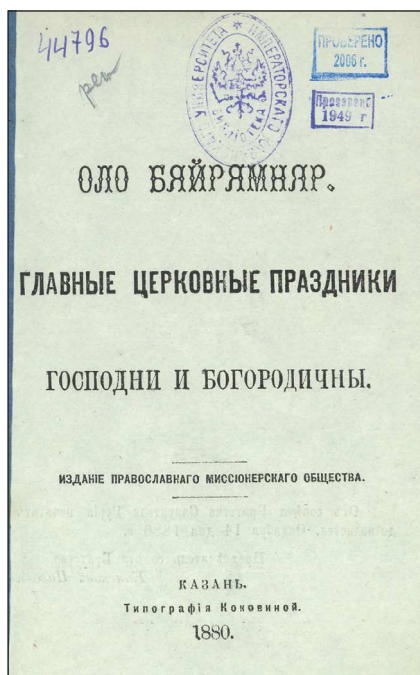 44796
ПРОВЕРЕНО
2006 г.
Проверено
1949 г
ОЛО БЯЙРЯМНЯР.
ГЛАВНЫЕ ЦЕРКОВНЫЕ ПРАЗДНИКИ
ГОСПОДНИ И БОГОРОДИЧНЫ.
ИЗДАНІЕ ПРАВОСЛАВНАГО МИССІОНЕРСКАГО ОБЩЕСТВА.
КАЗАНЬ.
Типографія Коковиной.
1880.